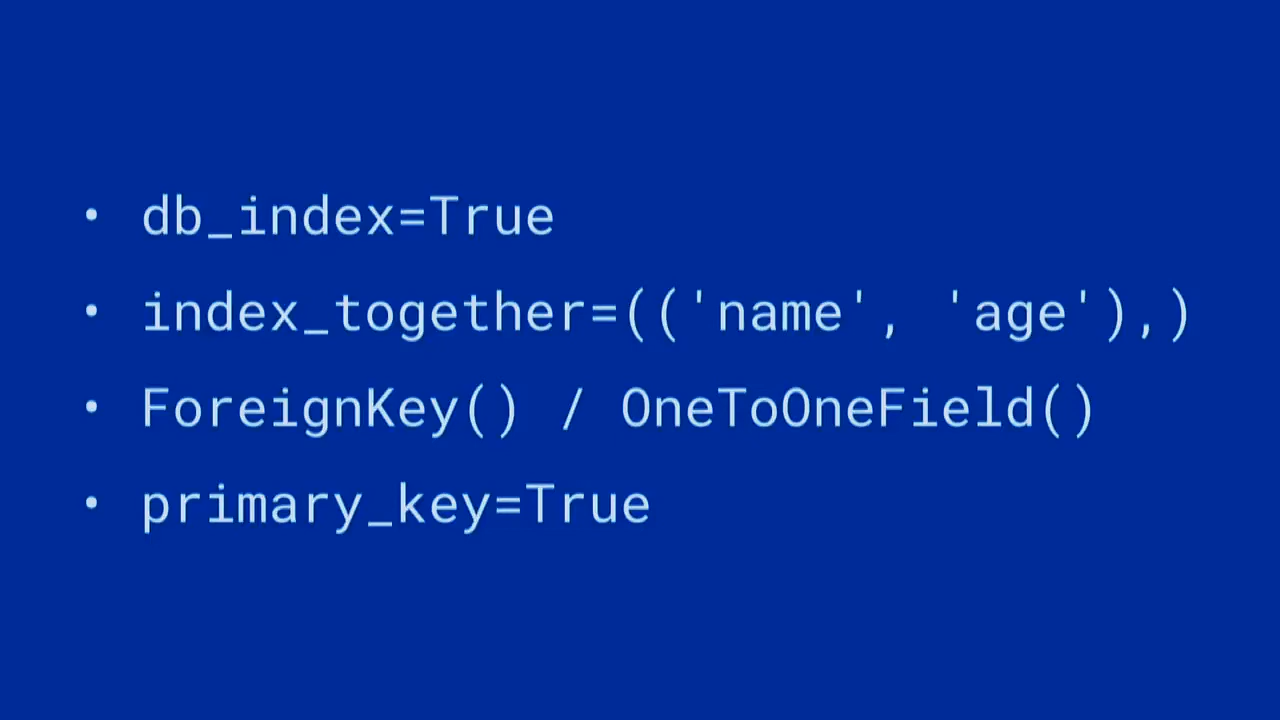 • db_index=True
• index_together=(('name', 'age'),)
• ForeignKey() / OneToOneField()
• primary_key=True